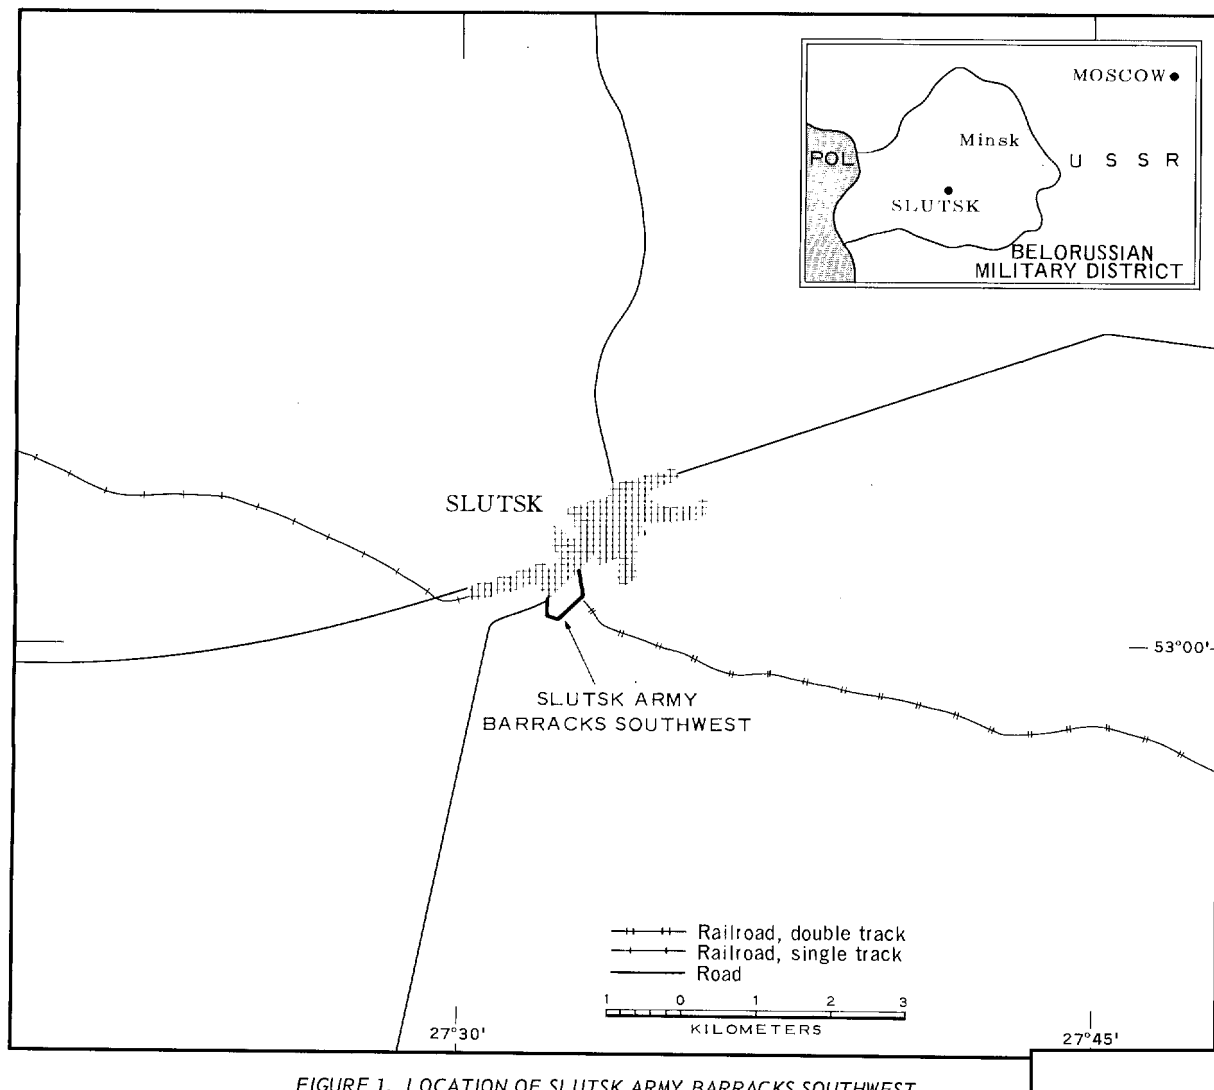 MOSCOW
Minsk
POL
U S S R
SLUTSK
BELORUSSIAN
MILITARY DISTRICT
SLUTSK
53°00'
SLUTSK ARMY
BARRACKS SOUTHWEST
Railroad, double track
Railroad, single track
Road
1 0 1 2 3
KILOMETERS
27°30'
27°45'
FIGURE 1. LOCATION OF SLUTSK ARMY BARRACKS SOUTHWEST